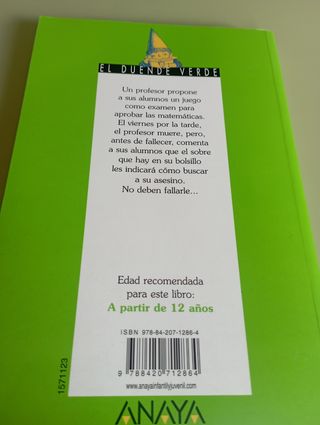 EL DUENDE VERDE
Un profesor propone
a sus alumnos un juego
como examen para
aprobar las matemáticas.
El viernes por la tarde,
el profesor muere, pero,
antes de fallecer, comenta
a sus alumnos que el sobre
que hay en su bolsillo
les indicará cómo buscar
a su asesino.
No deben fallarle...
Edad recomendada
para este libro:
A partir de 12 años
ISBN 978-84-207-1286-4
9 788420 712864
www.anayainfantilyjuvenil.com
1571123
ANAYA